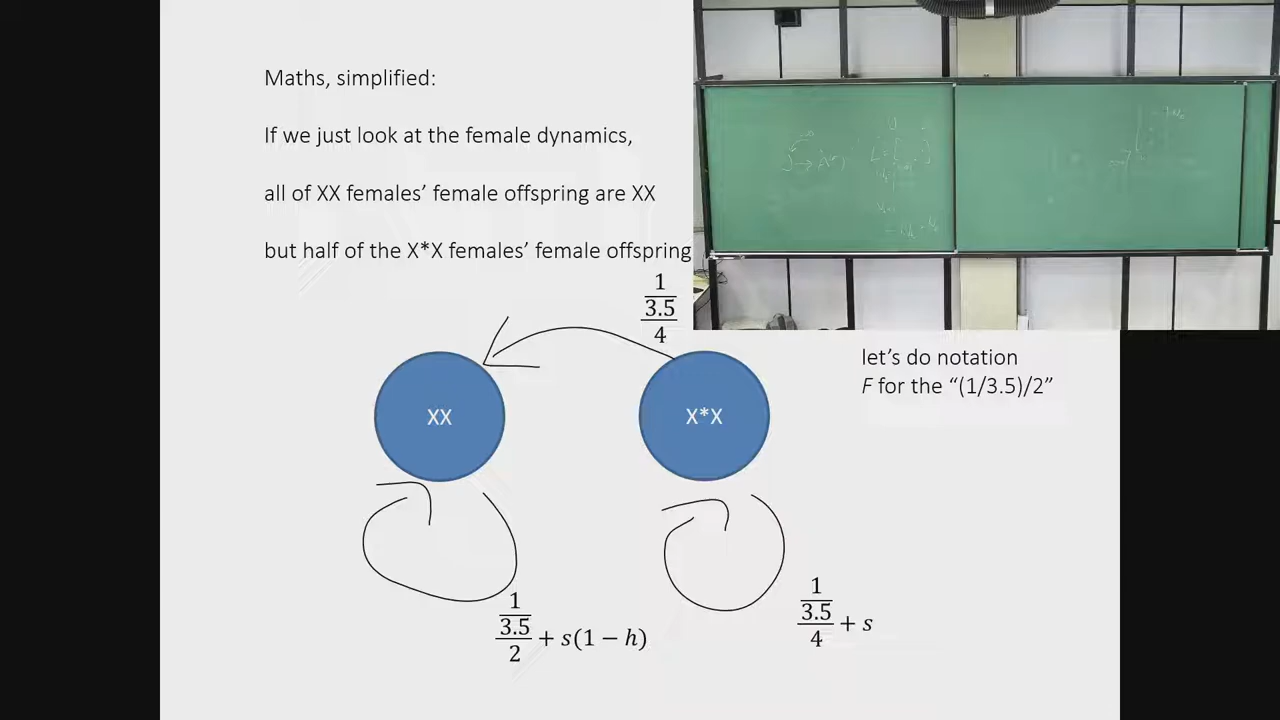 Maths, simplified:
If we just look at the female dynamics,
all of XX females’ female offspring are XX
but half of the X*X females’ female offspring
1
3.5
4
let’s do notation
F for the “(1/3.5)/2”
XX
X*X
1
3.5
2
+ s(1 − h)
1
3.5
4
+ s